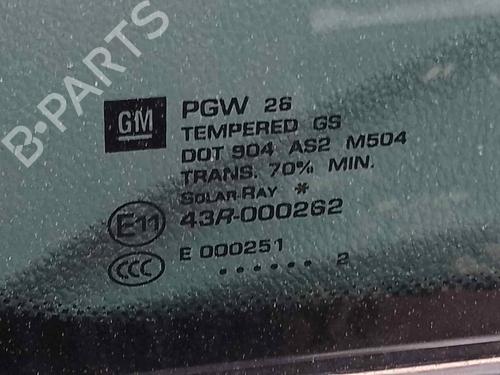 B-PARTS
GM
PGW 26
TEMPERED GS
DOT 904 AS2 M504
TRANS. 70% MIN.
SOLAR-RAY *
E11 43R-000262
CCC E 000251
...... 2